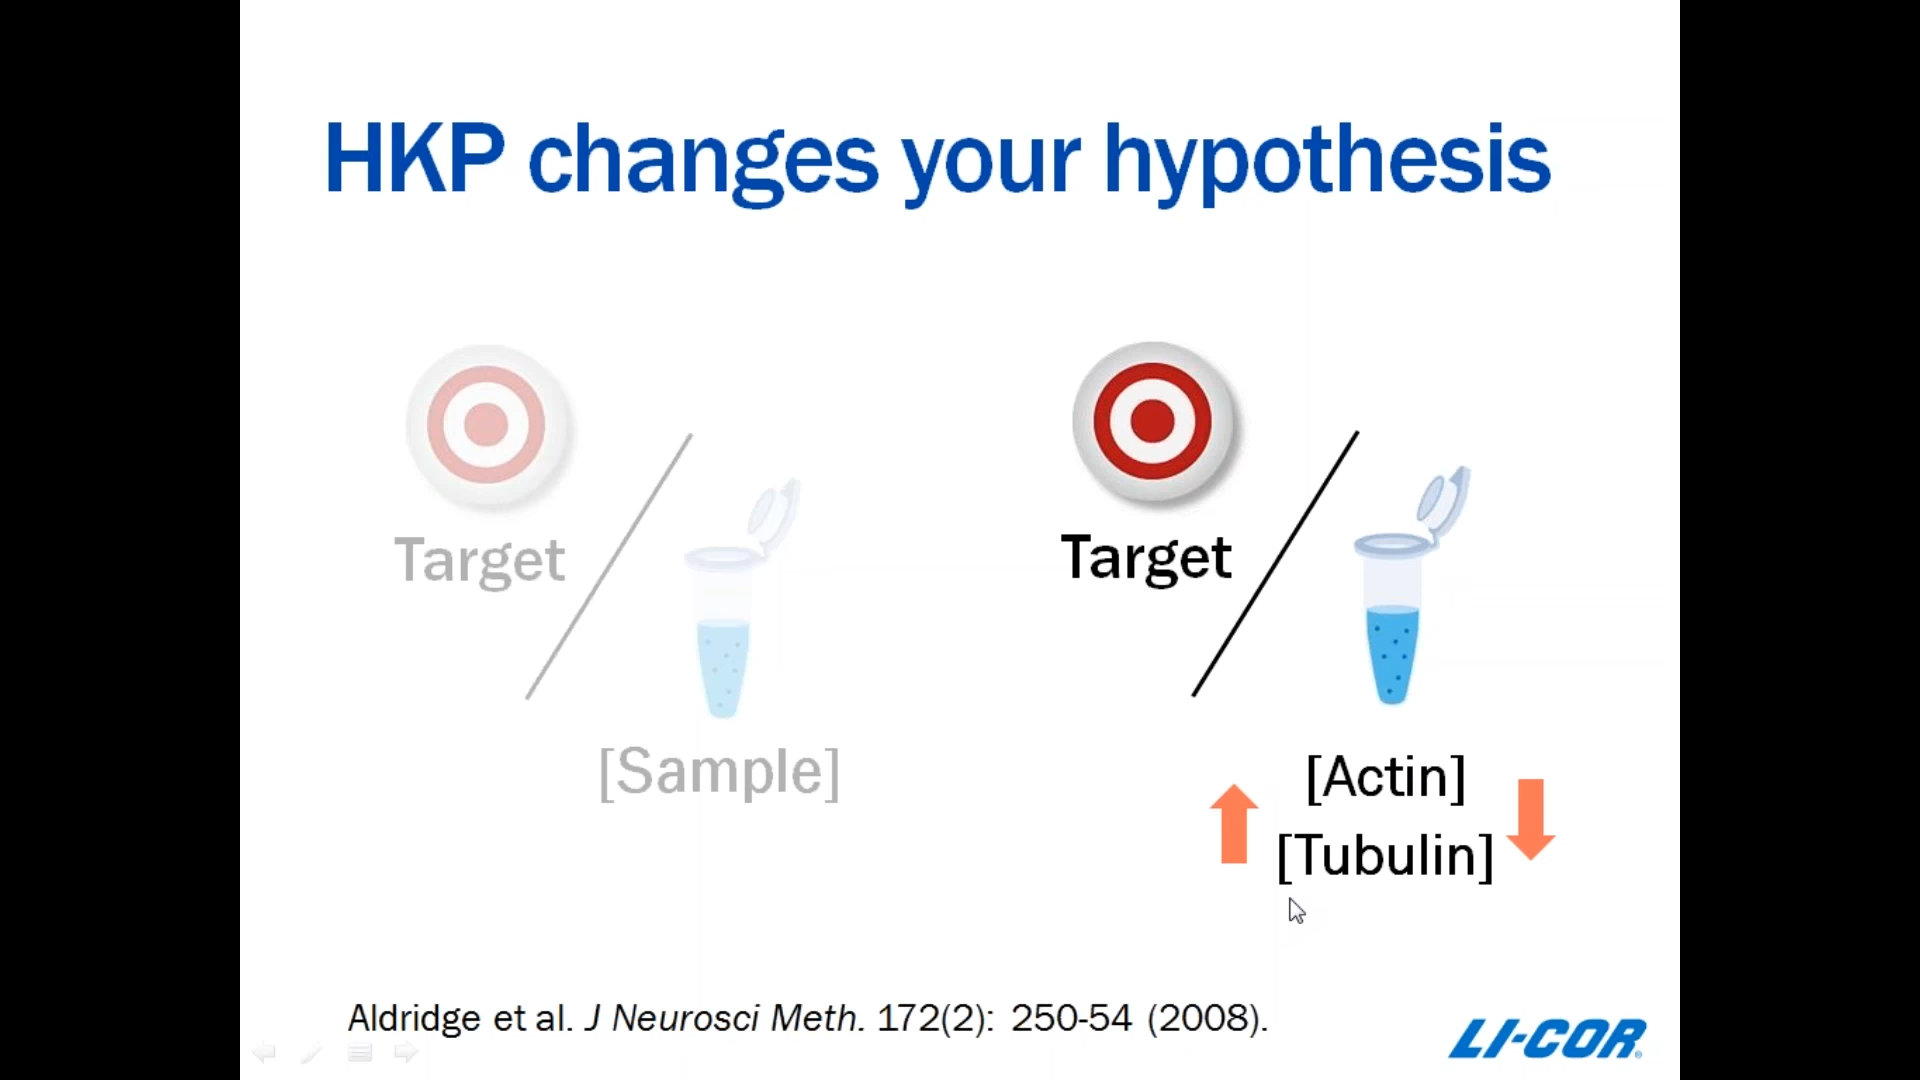 HKP changes your hypothesis
Target
[Sample]
Target
[Actin]
[Tubulin]
Aldridge et al. J Neurosci Meth. 172(2): 250-54 (2008).
LI-COR®